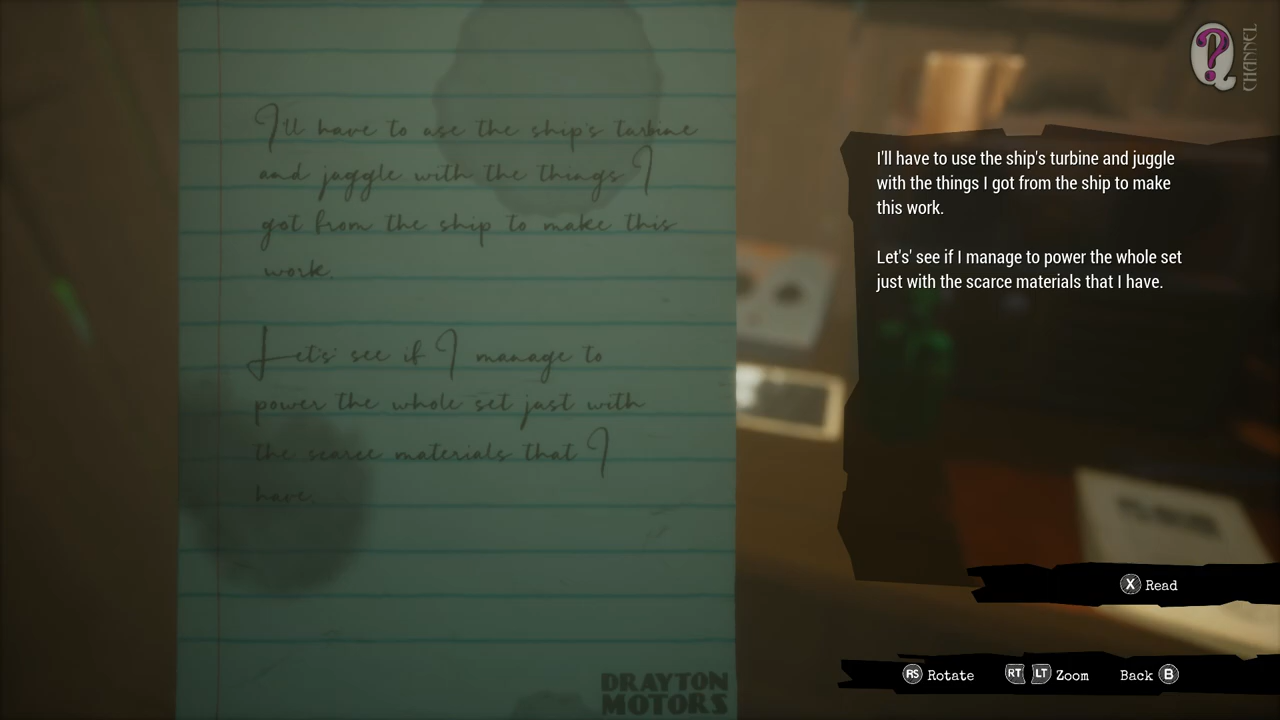 I'll have to use the ship's turbine
and juggle with the things I
got from the ship to make this
work.
Let's' see if I manage to
power the whole set just with
the scarce materials that I
have.
DRAYTON
MOTORS
? CHANNEL
I'll have to use the ship's turbine and juggle
with the things I got from the ship to make
this work.
Let's' see if I manage to power the whole set
just with the scarce materials that I have.
X Read
RS Rotate
RT LT Zoom
Back B